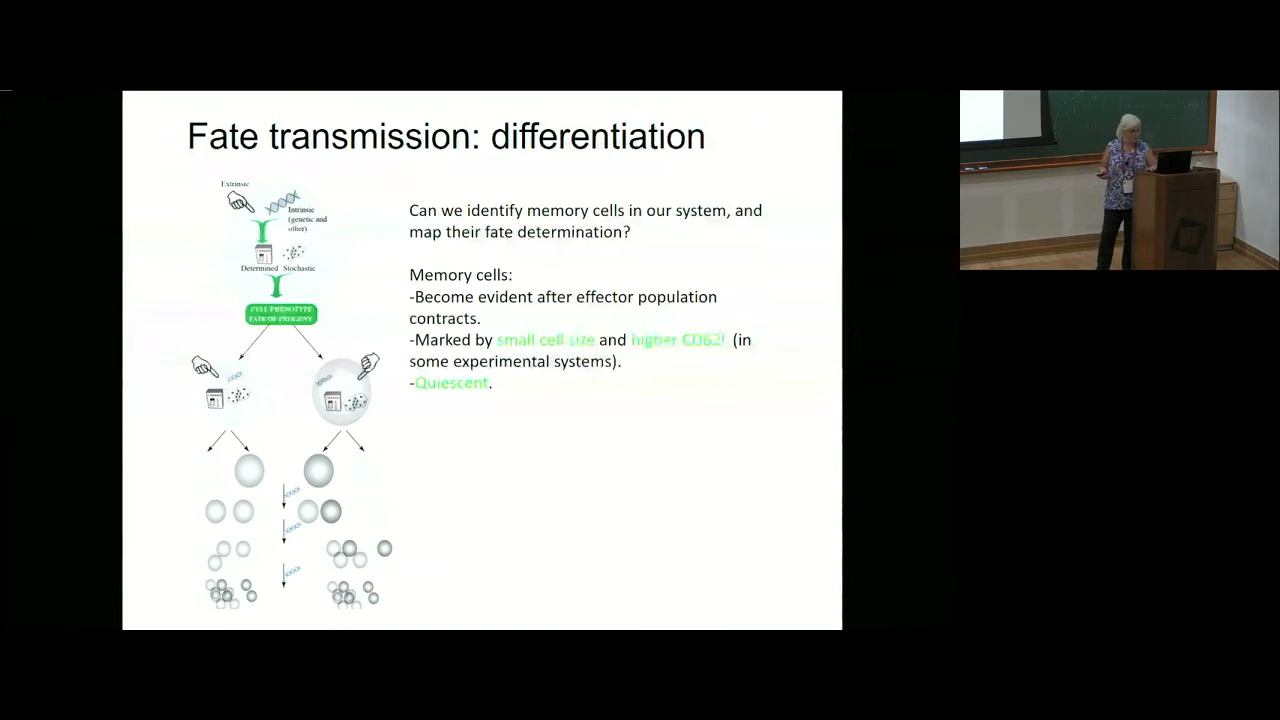 Fate transmission: differentiation
Extrinsic
Intrinsic
(genetic and
other)
Determined Stochastic
CELL PHENOTYPE
FATE OF PROGENY
Can we identify memory cells in our system, and
map their fate determination?
Memory cells:
-Become evident after effector population
contracts.
-Marked by small cell size and higher CD62l (in
some experimental systems).
-Quiescent.